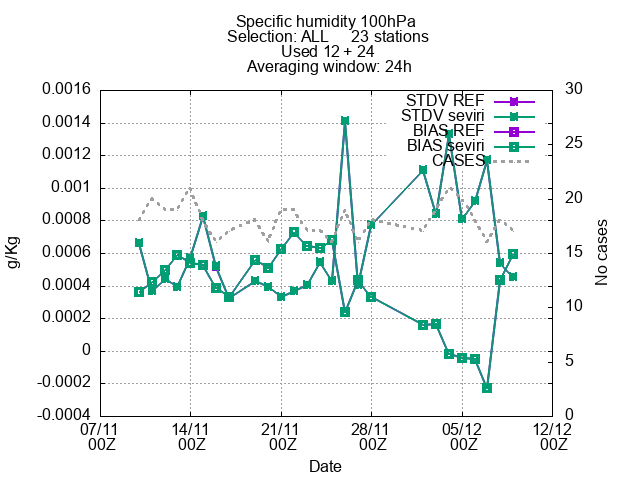 Specific humidity 100hPa
Selection: ALL 23 stations
Used 12 + 24
Averaging window: 24h
STDV REF
STDV seviri
BIAS REF
BIAS seviri
CASES
0.0016
0.0014
0.0012
0.001
0.0008
0.0006
0.0004
0.0002
0
-0.0002
-0.0004
g/Kg
30
25
20
15
10
5
0
No cases
07/11 14/11 21/11 28/11 05/12 12/12
00Z 00Z 00Z 00Z 00Z 00Z
Date